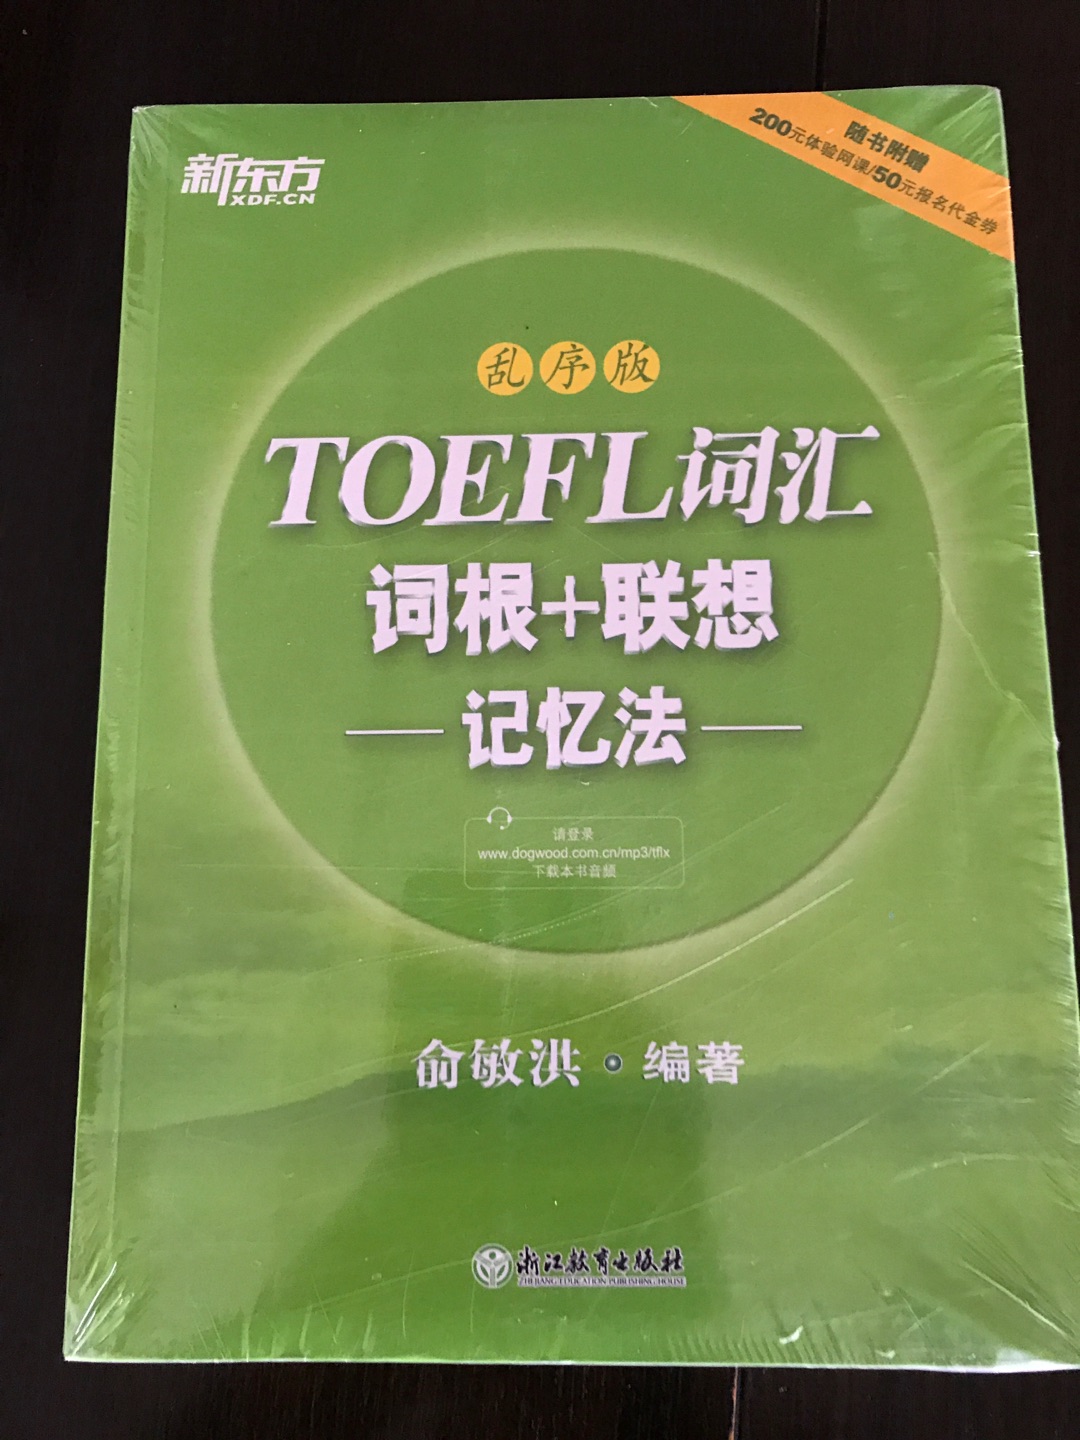 新东方
XDF.CN
随书附赠
200元体验网课/50元报名代金券
乱序版
TOEFL词汇
词根+联想
记忆法
请登录
www.dogwood.com.cn/mp3/tflx
下载本书音频
俞敏洪·编著
浙江教育出版社
ZHEJIANG EDUCATION PUBLISHING HOUSE